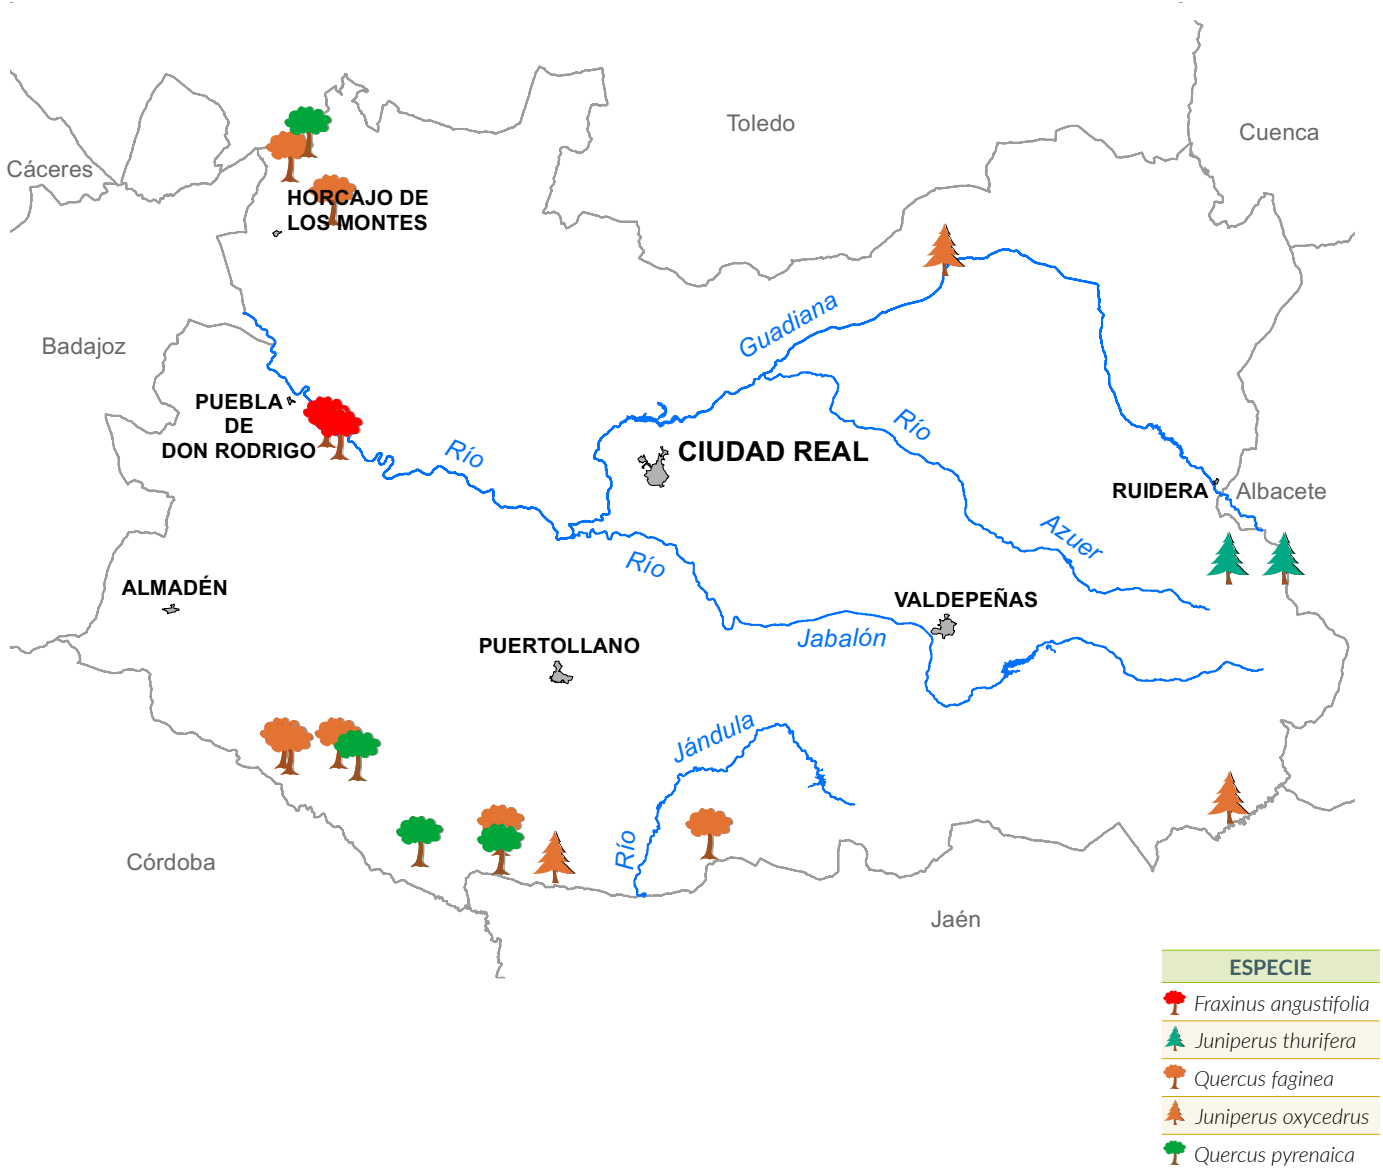 Toledo
Cuenca
Cáceres
HORCAJO DE
LOS MONTES
Guadiana
Badajoz
PUEBLA
DE
DON RODRIGO
Río
Río
CIUDAD REAL
RUIDERA
Albacete
Azuer
Río
ALMADÉN
VALDEPEÑAS
Jabalón
PUERTOLLANO
Jándula
Río
Córdoba
Jaén
ESPECIE
Fraxinus angustifolia
Juniperus thurifera
Quercus faginea
Juniperus oxycedrus
Quercus pyrenaica